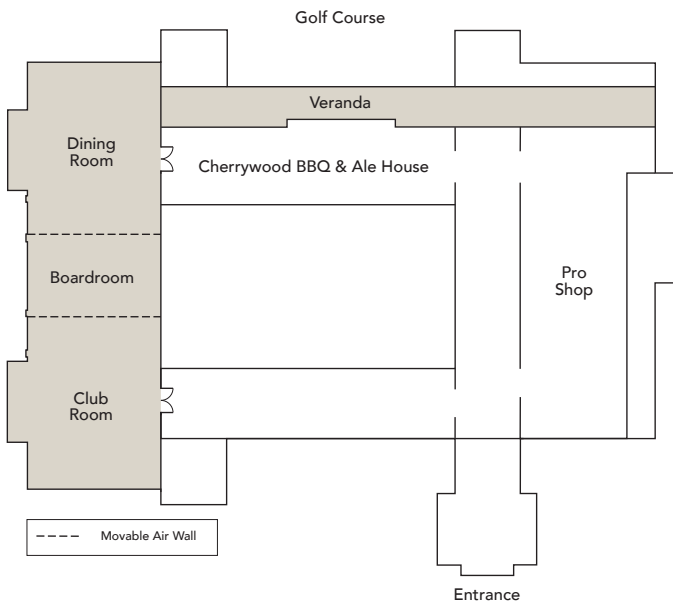 Golf Course
Veranda
Dining
Room
Cherrywood BBQ & Ale House
Boardroom
Pro
Shop
Club
Room
Movable Air Wall
Entrance